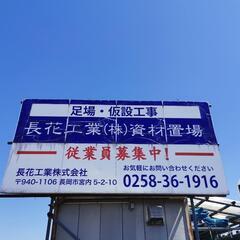 足場・仮設工事
長花工業(株)資材置場
従業員募集中!
長花工業株式会社
〒940-1106 長岡市宮内5-2-10
お気軽にお問い合わせください
0258-36-1916